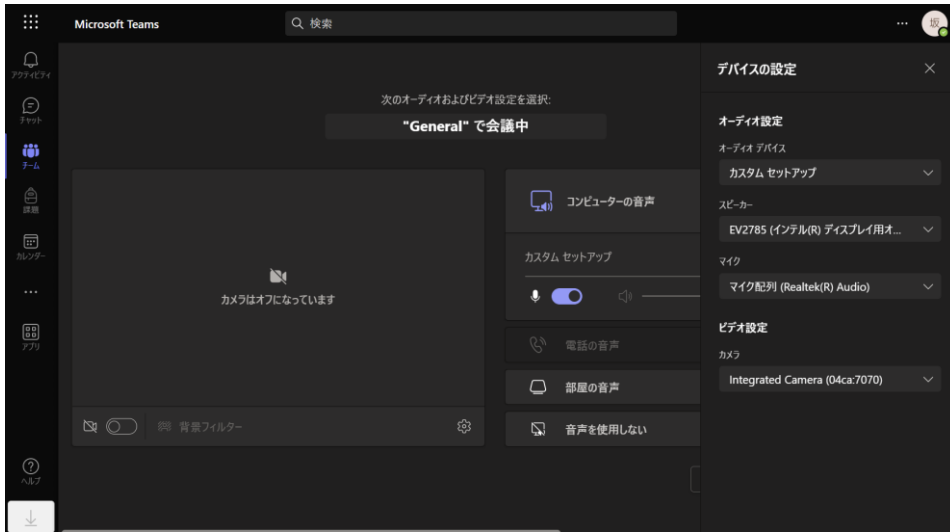 Microsoft Teams
検索
坂
アクティビティ
チャット
チーム
課題
カレンダー
アプリ
ヘルプ
次のオーディオおよびビデオ設定を選択:
"General" で会議中
カメラはオフになっています
背景フィルター
コンピューターの音声
カスタム セットアップ
電話の音声
部屋の音声
音声を使用しない
デバイスの設定
オーディオ設定
オーディオ デバイス
カスタム セットアップ
スピーカー
EV2785 (インテル(R) ディスプレイ用オ...
マイク
マイク配列 (Realtek(R) Audio)
ビデオ設定
カメラ
Integrated Camera (04ca:7070)